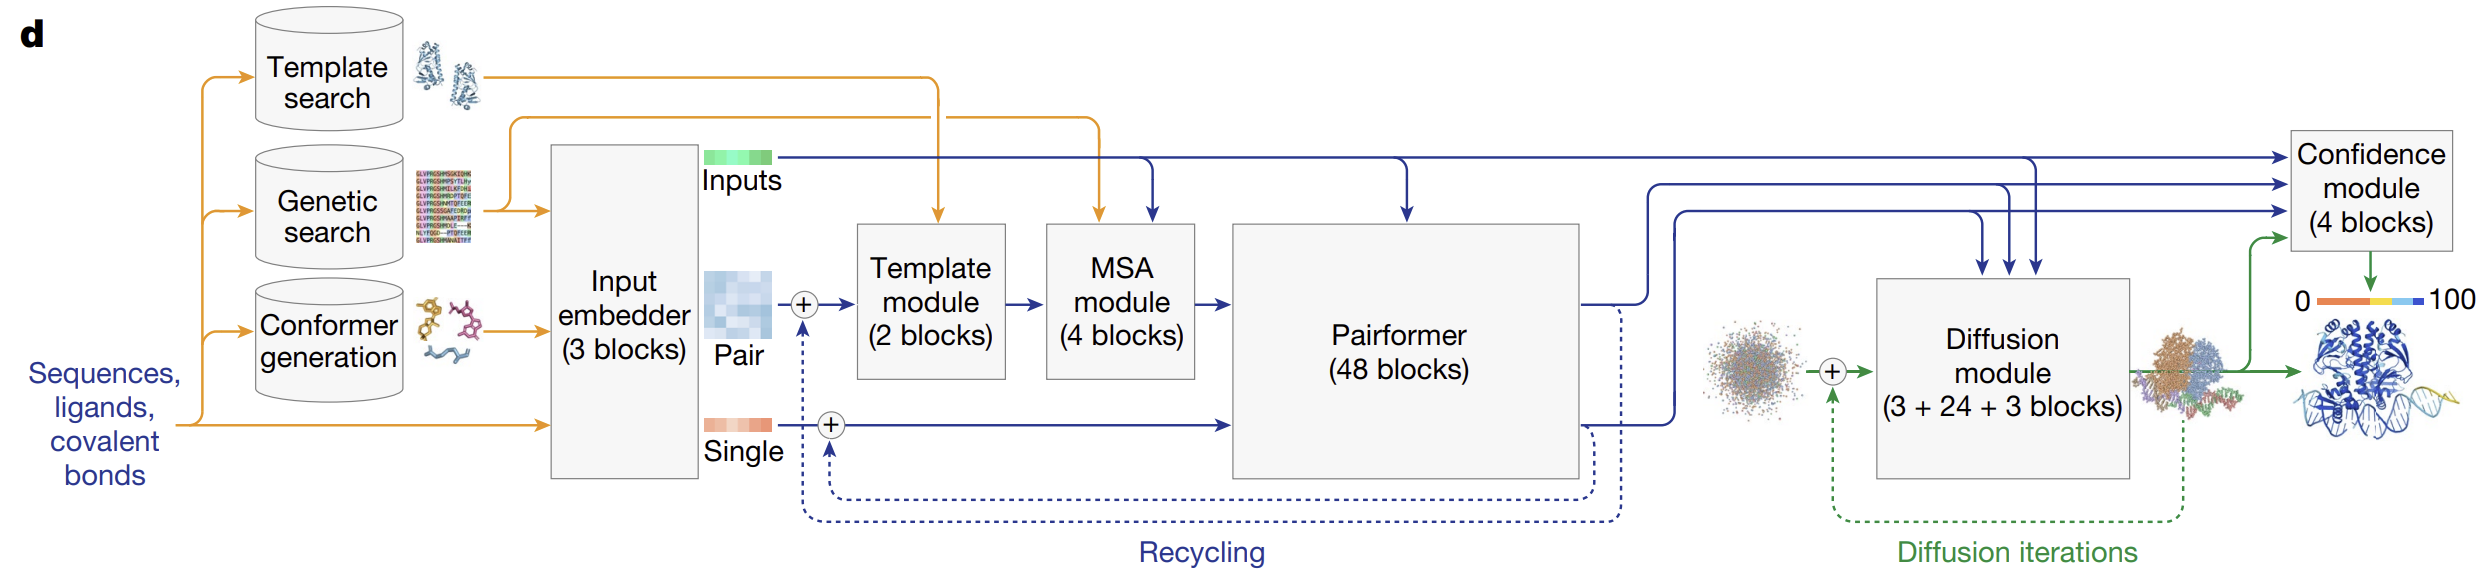 d
Template
search
Genetic
search
Conformer
generation
Sequences,
ligands,
covalent
bonds
Input
embedder
(3 blocks)
Inputs
Pair
Single
Template
module
(2 blocks)
MSA
module
(4 blocks)
Pairformer
(48 blocks)
Recycling
Diffusion
module
(3 + 24 + 3 blocks)
Diffusion iterations
Confidence
module
(4 blocks)
0
100